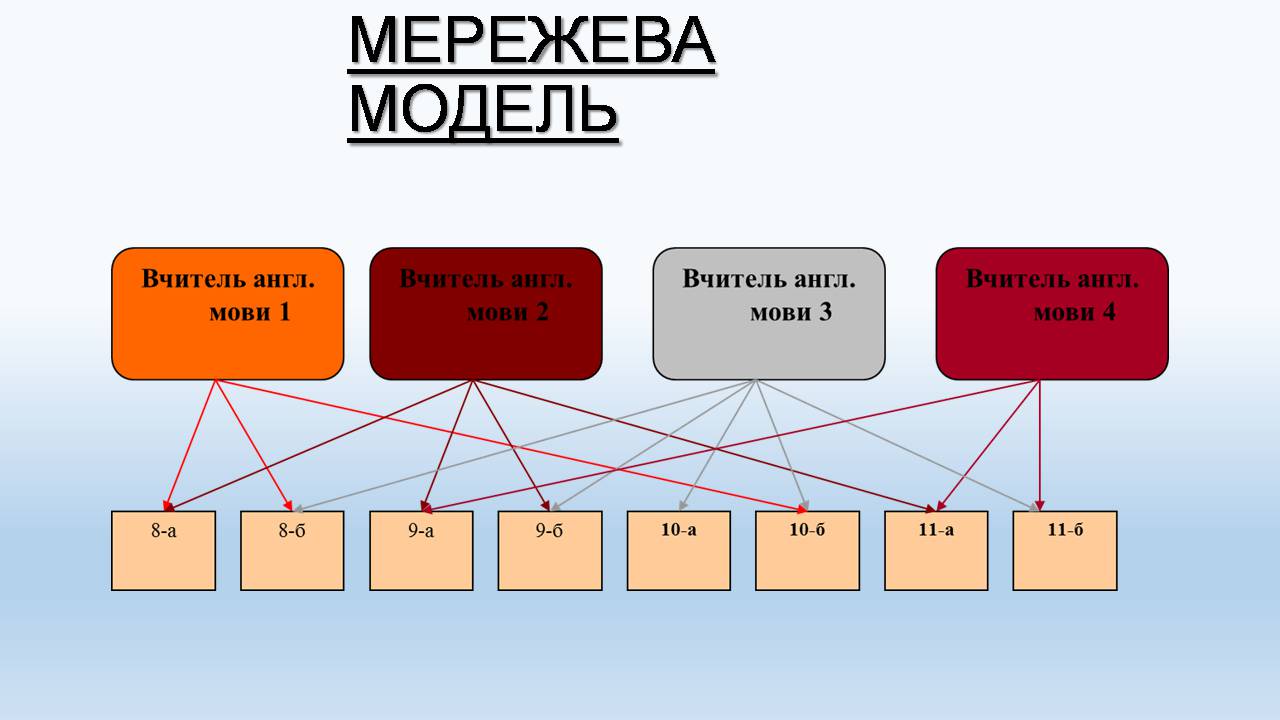 МЕРЕЖЕВА
МОДЕЛЬ
Вчитель англ.
мови 1
Вчитель англ.
мови 2
Вчитель англ.
мови 3
Вчитель англ.
мови 4
8-а
8-б
9-а
9-б
10-а
10-б
11-а
11-б